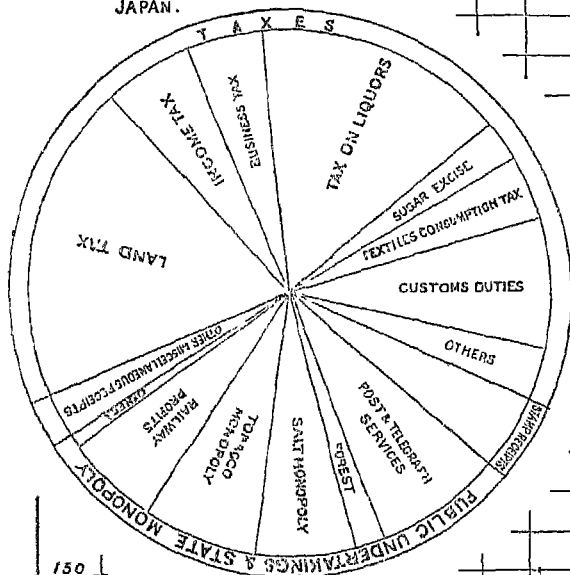 JAPAN.
TAXES
LAND TAX
INCOME TAX
BUSINESS TAX
TAX ON LIQUORS
SUGAR EXCISE
TEXTILES CONSUMPTION TAX
CUSTOMS DUTIES
OTHERS
STAMP RECEIPTS
POST & TELEGRAPH
SERVICES
FOREST
SALT MONOPOLY
TOBACCO
MONOPOLY
RAILWAY
PROFITS
OTHERS
OTHER MISCELLANEOUS RECEIPTS
PUBLIC UNDERTAKINGS & STATE MONOPOLY
150